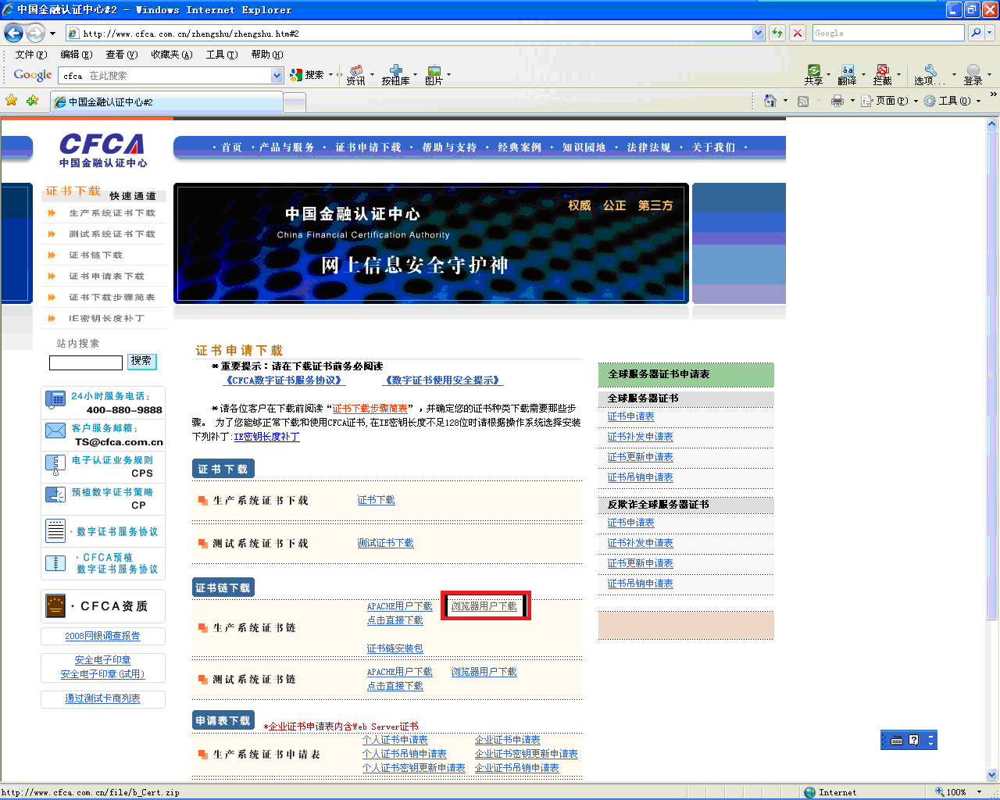 中国金融认证中心#2 - Windows Internet Explorer
http://www.cfca.com.cn/zhengshu/zhengshu.htm#2
Google
文件(F) 编辑(E) 查看(V) 收藏夹(A) 工具(T) 帮助(H)
Google cfca 在此搜索 搜索 资讯 按钮库 图片 共享 翻译 拦截 选项... 登录
中国金融认证中心#2 页面(P) 工具(O) »
CFCA
中国金融认证中心
· 首页 · 产品与服务 · 证书申请下载 · 帮助与支持 · 经典案例 · 知识园地 · 法律法规 · 关于我们 ·
证书下载 快速通道
生产系统证书下载
测试系统证书下载
证书链下载
证书申请表下载
证书下载步骤简表
IE密钥长度补丁
站内搜索
搜索
24小时服务电话：
400-880-9888
客户服务邮箱：
TS@cfca.com.cn
电子认证业务规则
CPS
预植数字证书策略
CP
·数字证书服务协议
·CFCA预植
数字证书服务协议
·CFCA资质
2008网银调查报告
安全电子印章
安全电子印章(试用)
通过测试卡商列表
权威 公正 第三方
中国金融认证中心
China Financial Certification Authority
网上信息安全守护神
证书申请下载
*重要提示：请在下载证书前务必阅读
《CFCA数字证书服务协议》 《数字证书使用安全提示》
*请各位客户在下载前阅读“证书下载步骤简表”，并确定您的证书种类下载需要那些步
骤。 为了您能够正常下载和使用CFCA证书,在IE密钥长度不足128位时请根据操作系统选择安装
下列补丁:IE密钥长度补丁
证书下载
生产系统证书下载 证书下载
测试系统证书下载 测试证书下载
证书链下载
APACHE用户下载 浏览器用户下载
点击直接下载
生产系统证书链
证书链安装包
APACHE用户下载 浏览器用户下载
测试系统证书链
点击直接下载
申请表下载 *企业证书申请表内含Web Server证书
个人证书申请表 企业证书申请表
生产系统证书申请表 个人证书吊销申请表 企业证书密钥更新申请表
个人证书密钥更新申请表 企业证书吊销申请表
全球服务器证书申请表
全球服务器证书
证书申请表
证书补发申请表
证书更新申请表
证书吊销申请表
反欺诈全球服务器证书
证书申请表
证书补发申请表
证书更新申请表
证书吊销申请表
http://www.cfca.com.cn/file/b_Cert.zip Internet 100%